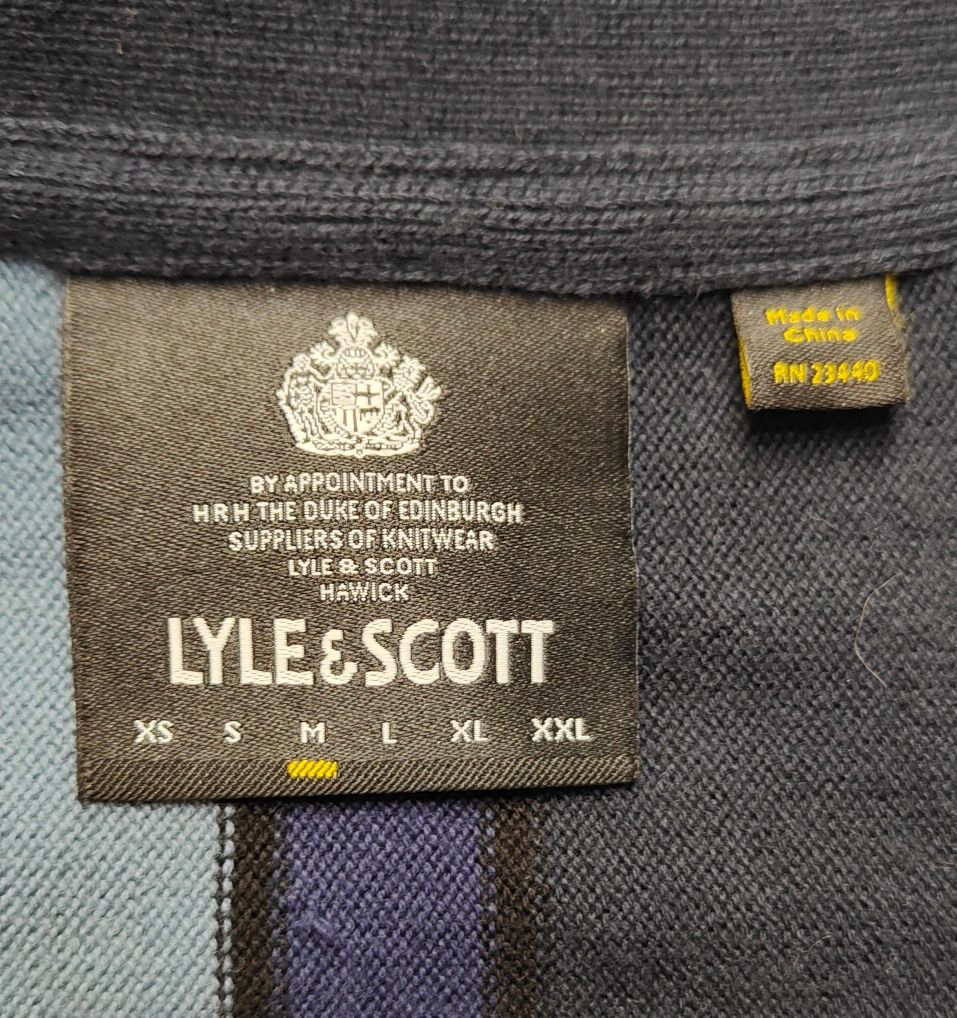 BY APPOINTMENT TO
HRH THE DUKE OF EDINBURGH
SUPPLIERS OF KNITWEAR
LYLE & SCOTT
HAWICK
LYLE & SCOTT
XS S M L XL XXL
Made in
China
RN 23440